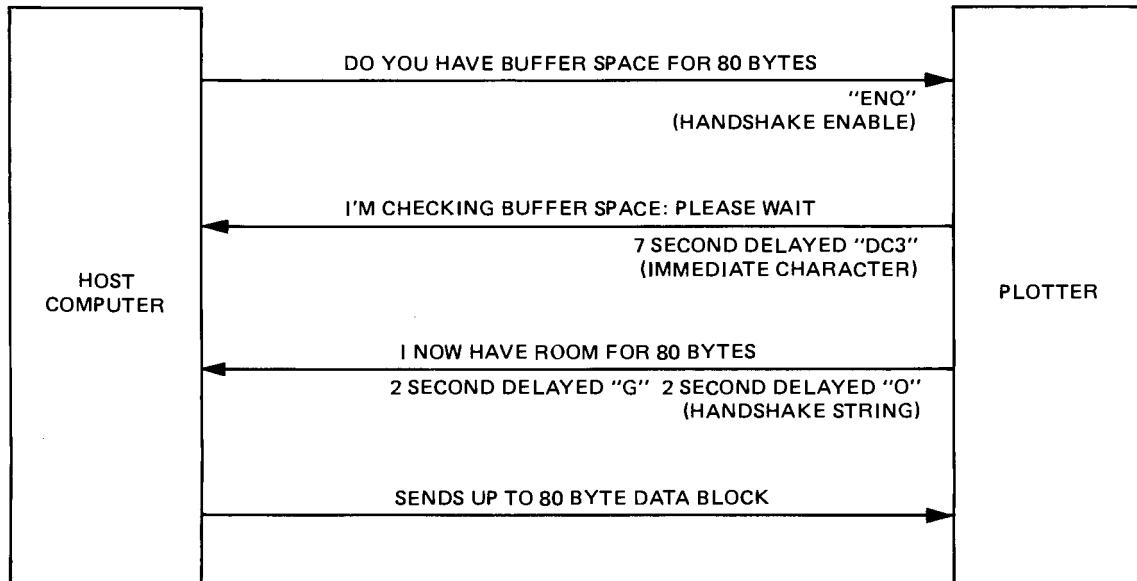 DO YOU HAVE BUFFER SPACE FOR 80 BYTES
"ENQ"
(HANDSHAKE ENABLE)
I'M CHECKING BUFFER SPACE: PLEASE WAIT
7 SECOND DELAYED "DC3"
(IMMEDIATE CHARACTER)
HOST
COMPUTER
PLOTTER
I NOW HAVE ROOM FOR 80 BYTES
2 SECOND DELAYED "G" 2 SECOND DELAYED "O"
(HANDSHAKE STRING)
SENDS UP TO 80 BYTE DATA BLOCK